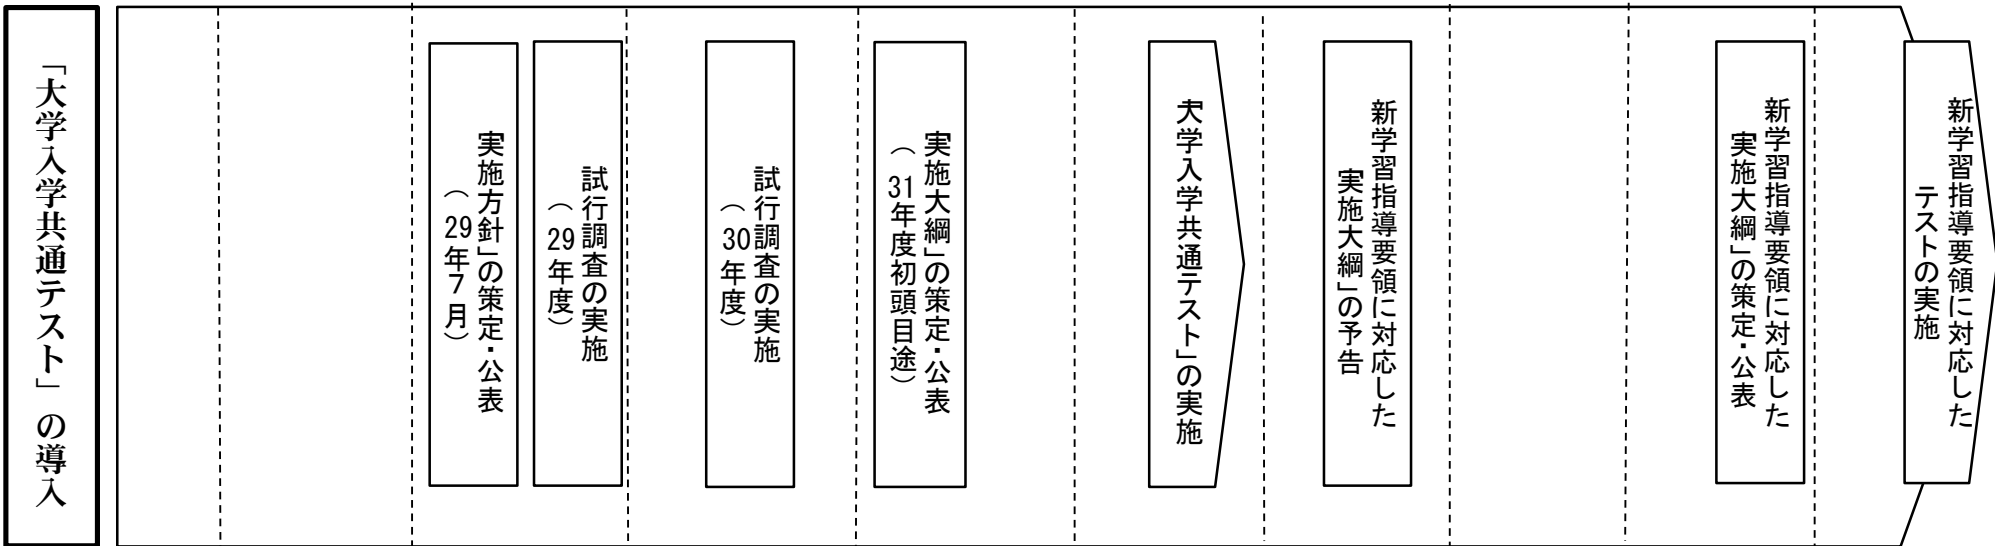 「大学入学共通テスト」の導入
実施方針」の策定・公表
（29年７月）
試行調査の実施
（29年度）
試行調査の実施
（30年度）
実施大綱」の策定・公表
（31年度初頭目途）
大学入学共通テスト」の実施
新学習指導要領に対応した
実施大綱」の予告
新学習指導要領に対応した
実施大綱」の策定・公表
新学習指導要領に対応した
テストの実施